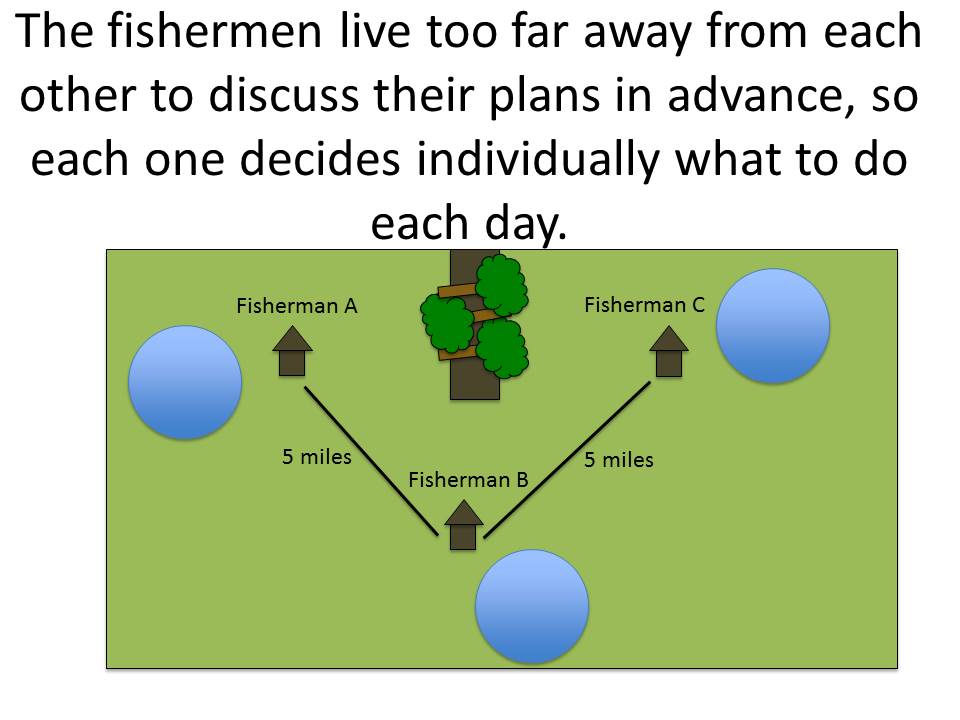 The fishermen live too far away from each
other to discuss their plans in advance, so
each one decides individually what to do
each day.
Fisherman A
Fisherman C
5 miles
5 miles
Fisherman B